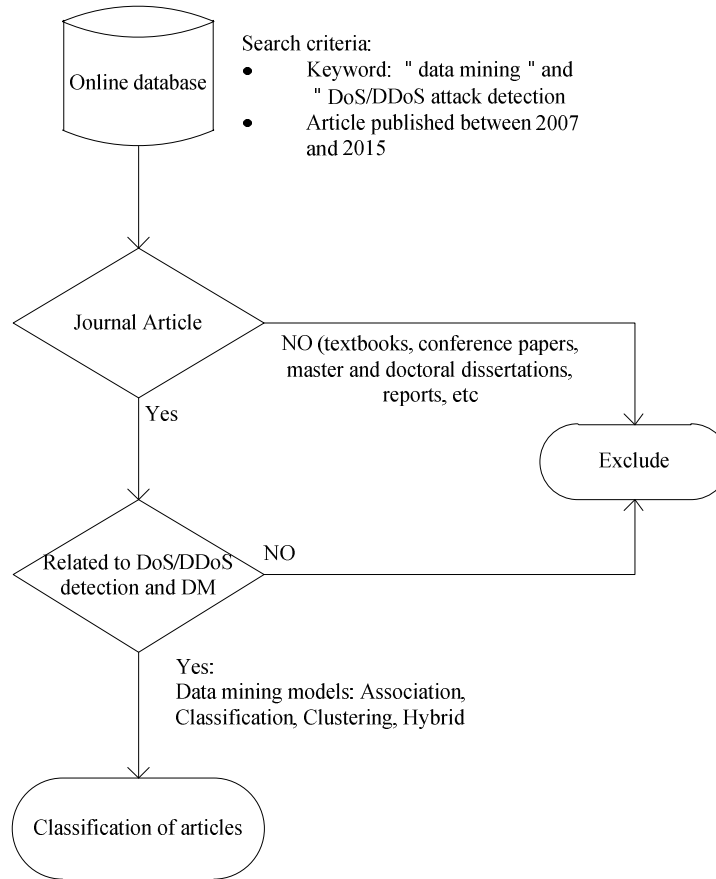 Online database
Search criteria:
● Keyword: " data mining " and
" DoS/DDoS attack detection
● Article published between 2007
and 2015
Journal Article
NO (textbooks, conference papers,
master and doctoral dissertations,
reports, etc
Yes
Exclude
Related to DoS/DDoS
detection and DM
NO
Yes:
Data mining models: Association,
Classification, Clustering, Hybrid
Classification of articles